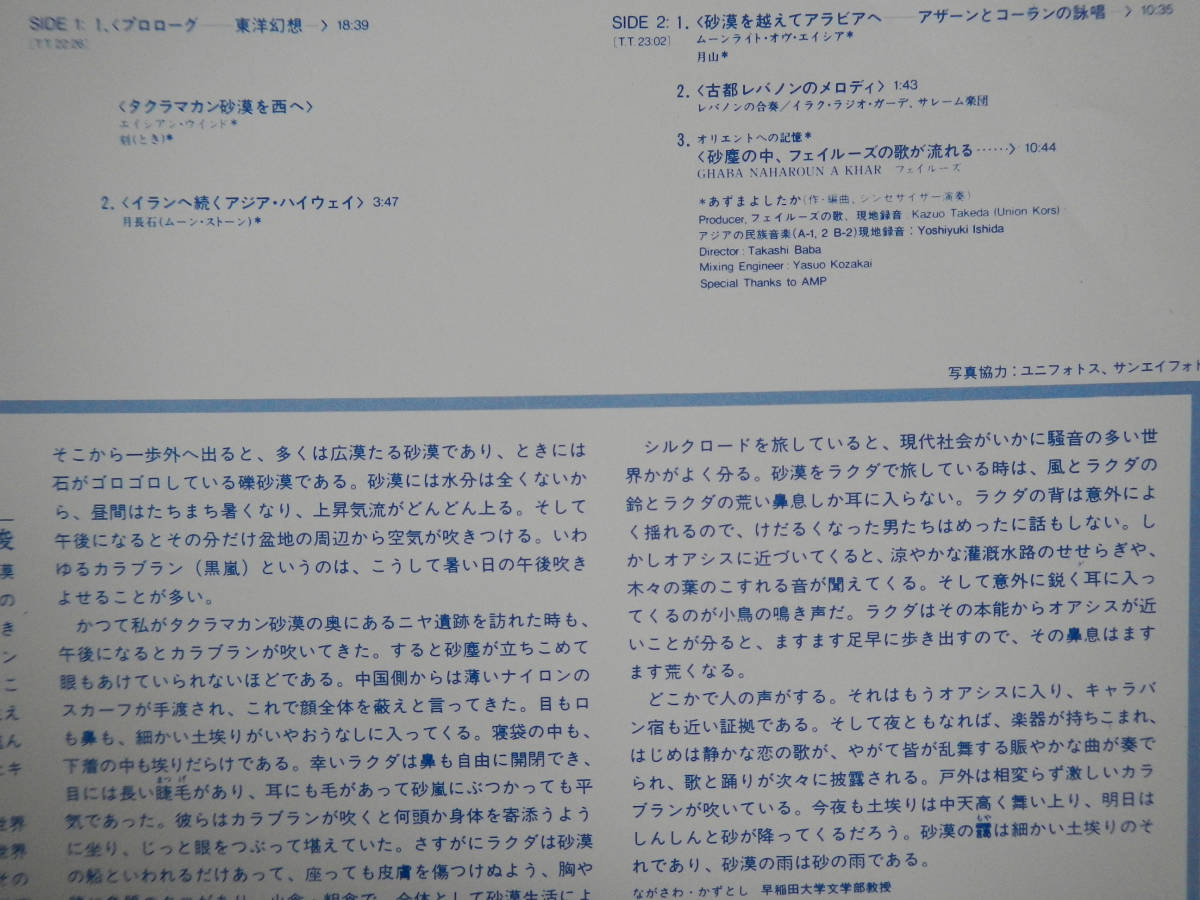 SIDE 1: 1.〈プロローグ――東洋幻想―〉18:39
[T.T. 22:26]
〈タクラマカン砂漠を西へ〉
エイシアン・ウインド*
刻(とき)*
2.〈イランへ続くアジア・ハイウェイ〉3:47
月長石(ムーン・ストーン)*
SIDE 2: 1.〈砂漠を越えてアラビアへ――アザーンとコーランの詠唱―〉10:35
[T.T. 23:02]
ムーンライト・オヴ・エイシア*
月山*
2.〈古都レバノンのメロディ〉1:43
レバノンの合奏/イラク・ラジオ・ガーデ、サレーム楽団
3. オリエントへの記憶*
〈砂塵の中、フェイルーズの歌が流れる……〉10:44
GHABA NAHAROUN A KHAR フェイルーズ
*あずまよしたか(作・編曲、シンセサイザー演奏)
Producer, フェイルーズの歌、現地録音: Kazuo Takeda (Union Kors)
アジアの民族音楽(A-1, 2 B-2)現地録音:Yoshiyuki Ishida
Director: Takashi Baba
Mixing Engineer: Yasuo Kozakai
Special Thanks to AMP
写真協力:ユニフォトス、サンエイフォト
そこから一歩外へ出ると、多くは広漠たる砂漠であり、ときには
石がゴロゴロしている礫砂漠である。砂漠には水分は全くないか
ら、昼間はたちまち暑くなり、上昇気流がどんどん上る。そして
午後になるとその分だけ盆地の周辺から空気が吹きつける。いわ
ゆるカラブラン(黒嵐)というのは、こうして暑い日の午後吹き
よせることが多い。
かつて私がタクラマカン砂漠の奥にあるニヤ遺跡を訪れた時も、
午後になるとカラブランが吹いてきた。すると砂塵が立ちこめて
眼もあけていられないほどである。中国側からは薄いナイロンの
スカーフが手渡され、これで顔全体を蔽えと言ってきた。目も口
も鼻も、細かい土埃りがいやおうなしに入ってくる。寝袋の中も、
下着の中も埃りだらけである。幸いラクダは鼻も自由に開閉でき、
目には長い睫毛があり、耳にも毛があって砂嵐にぶつかっても平
気であった。彼らはカラブランが吹くと何頭か身体を寄添うよう
に坐り、じっと眼をつぶって堪えていた。さすがにラクダは砂漠
の船といわれるだけあって、座っても皮膚を傷つけぬよう、胸や
シルクロードを旅していると、現代社会がいかに騒音の多い世
界かがよく分る。砂漠をラクダで旅している時は、風とラクダの
鈴とラクダの荒い鼻息しか耳に入らない。ラクダの背は意外によ
く揺れるので、けだるくなった男たちはめったに話もしない。し
かしオアシスに近づいてくると、涼やかな灌漑水路のせせらぎや、
木々の葉のこすれる音が聞えてくる。そして意外に鋭く耳に入っ
てくるのが小鳥の鳴き声だ。ラクダはその本能からオアシスが近
いことが分ると、ますます足早に歩き出すので、その鼻息はます
ます荒くなる。
どこかで人の声がする。それはもうオアシスに入り、キャラバ
ン宿も近い証拠である。そして夜ともなれば、楽器が持ちこまれ、
はじめは静かな恋の歌が、やがて皆が乱舞する賑やかな曲が奏で
られ、歌と踊りが次々に披露される。戸外は相変らず激しいカラ
ブランが吹いている。今夜も土埃りは中天高く舞い上り、明日は
しんしんと砂が降ってくるだろう。砂漠の靄は細かい土埃りのそ
れであり、砂漠の雨は砂の雨である。
ながさわ・かずとし 早稲田大学文学部教授